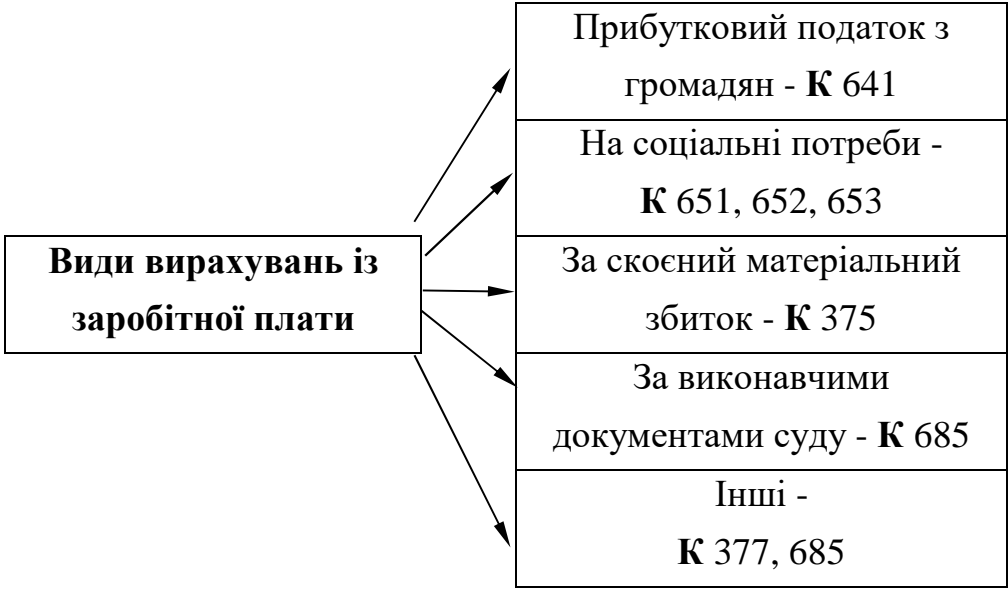 Види вирахувань із
заробітної плати
Прибутковий податок з
громадян - К 641
На соціальні потреби -
К 651, 652, 653
За скоєний матеріальний
збиток - К 375
За виконавчими
документами суду - К 685
Інші -
К 377, 685